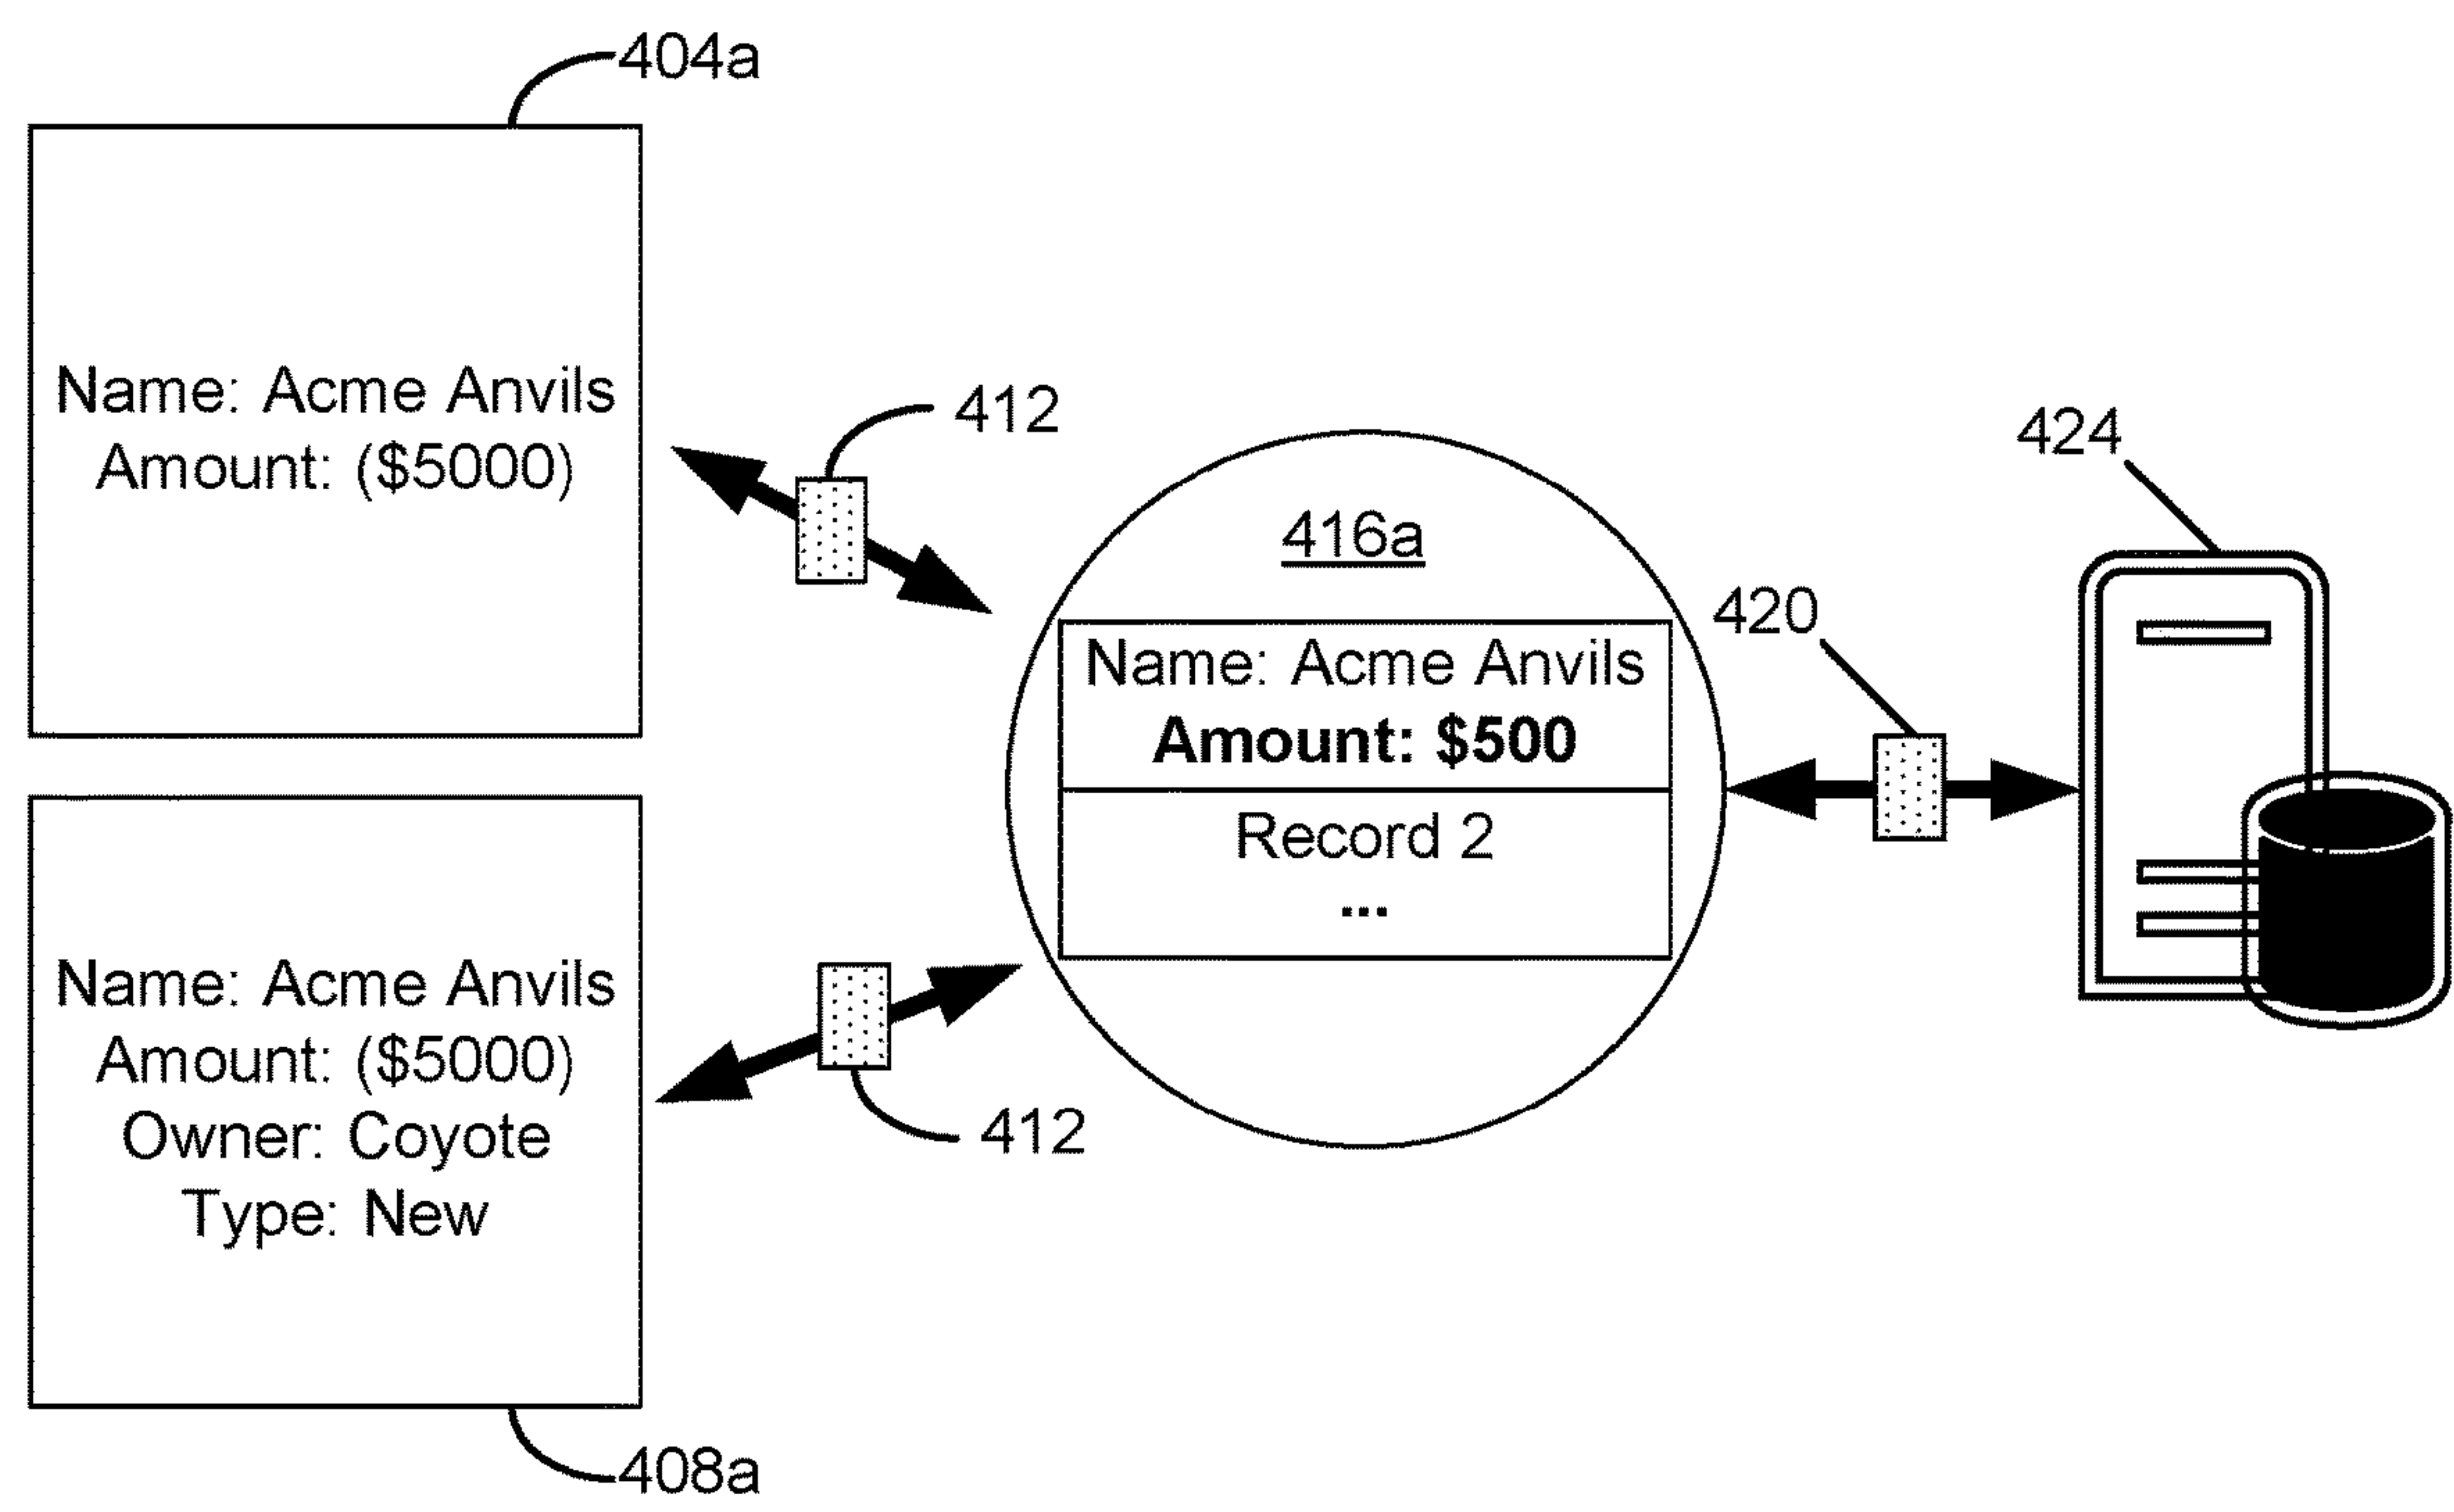 404a
Name: Acme Anvils
Amount: ($5000)
412
416a
Name: Acme Anvils
Amount: $500
Record 2
...
420
424
Name: Acme Anvils
Amount: ($5000)
Owner: Coyote
Type: New
412
408a